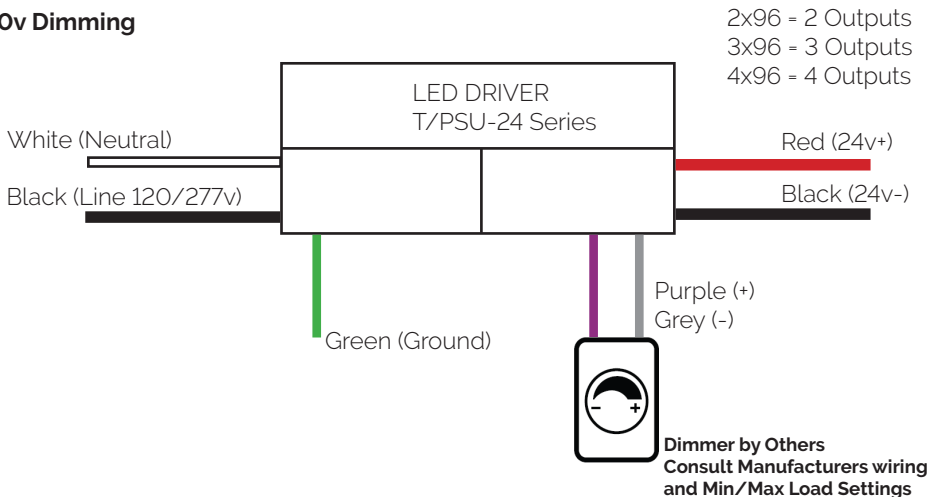 0v Dimming
2x96 = 2 Outputs
3x96 = 3 Outputs
4x96 = 4 Outputs
LED DRIVER
T/PSU-24 Series
White (Neutral)
Red (24v+)
Black (Line 120/277v)
Black (24v-)
Purple (+)
Grey (-)
Green (Ground)
- +
Dimmer by Others
Consult Manufacturers wiring
and Min/Max Load Settings